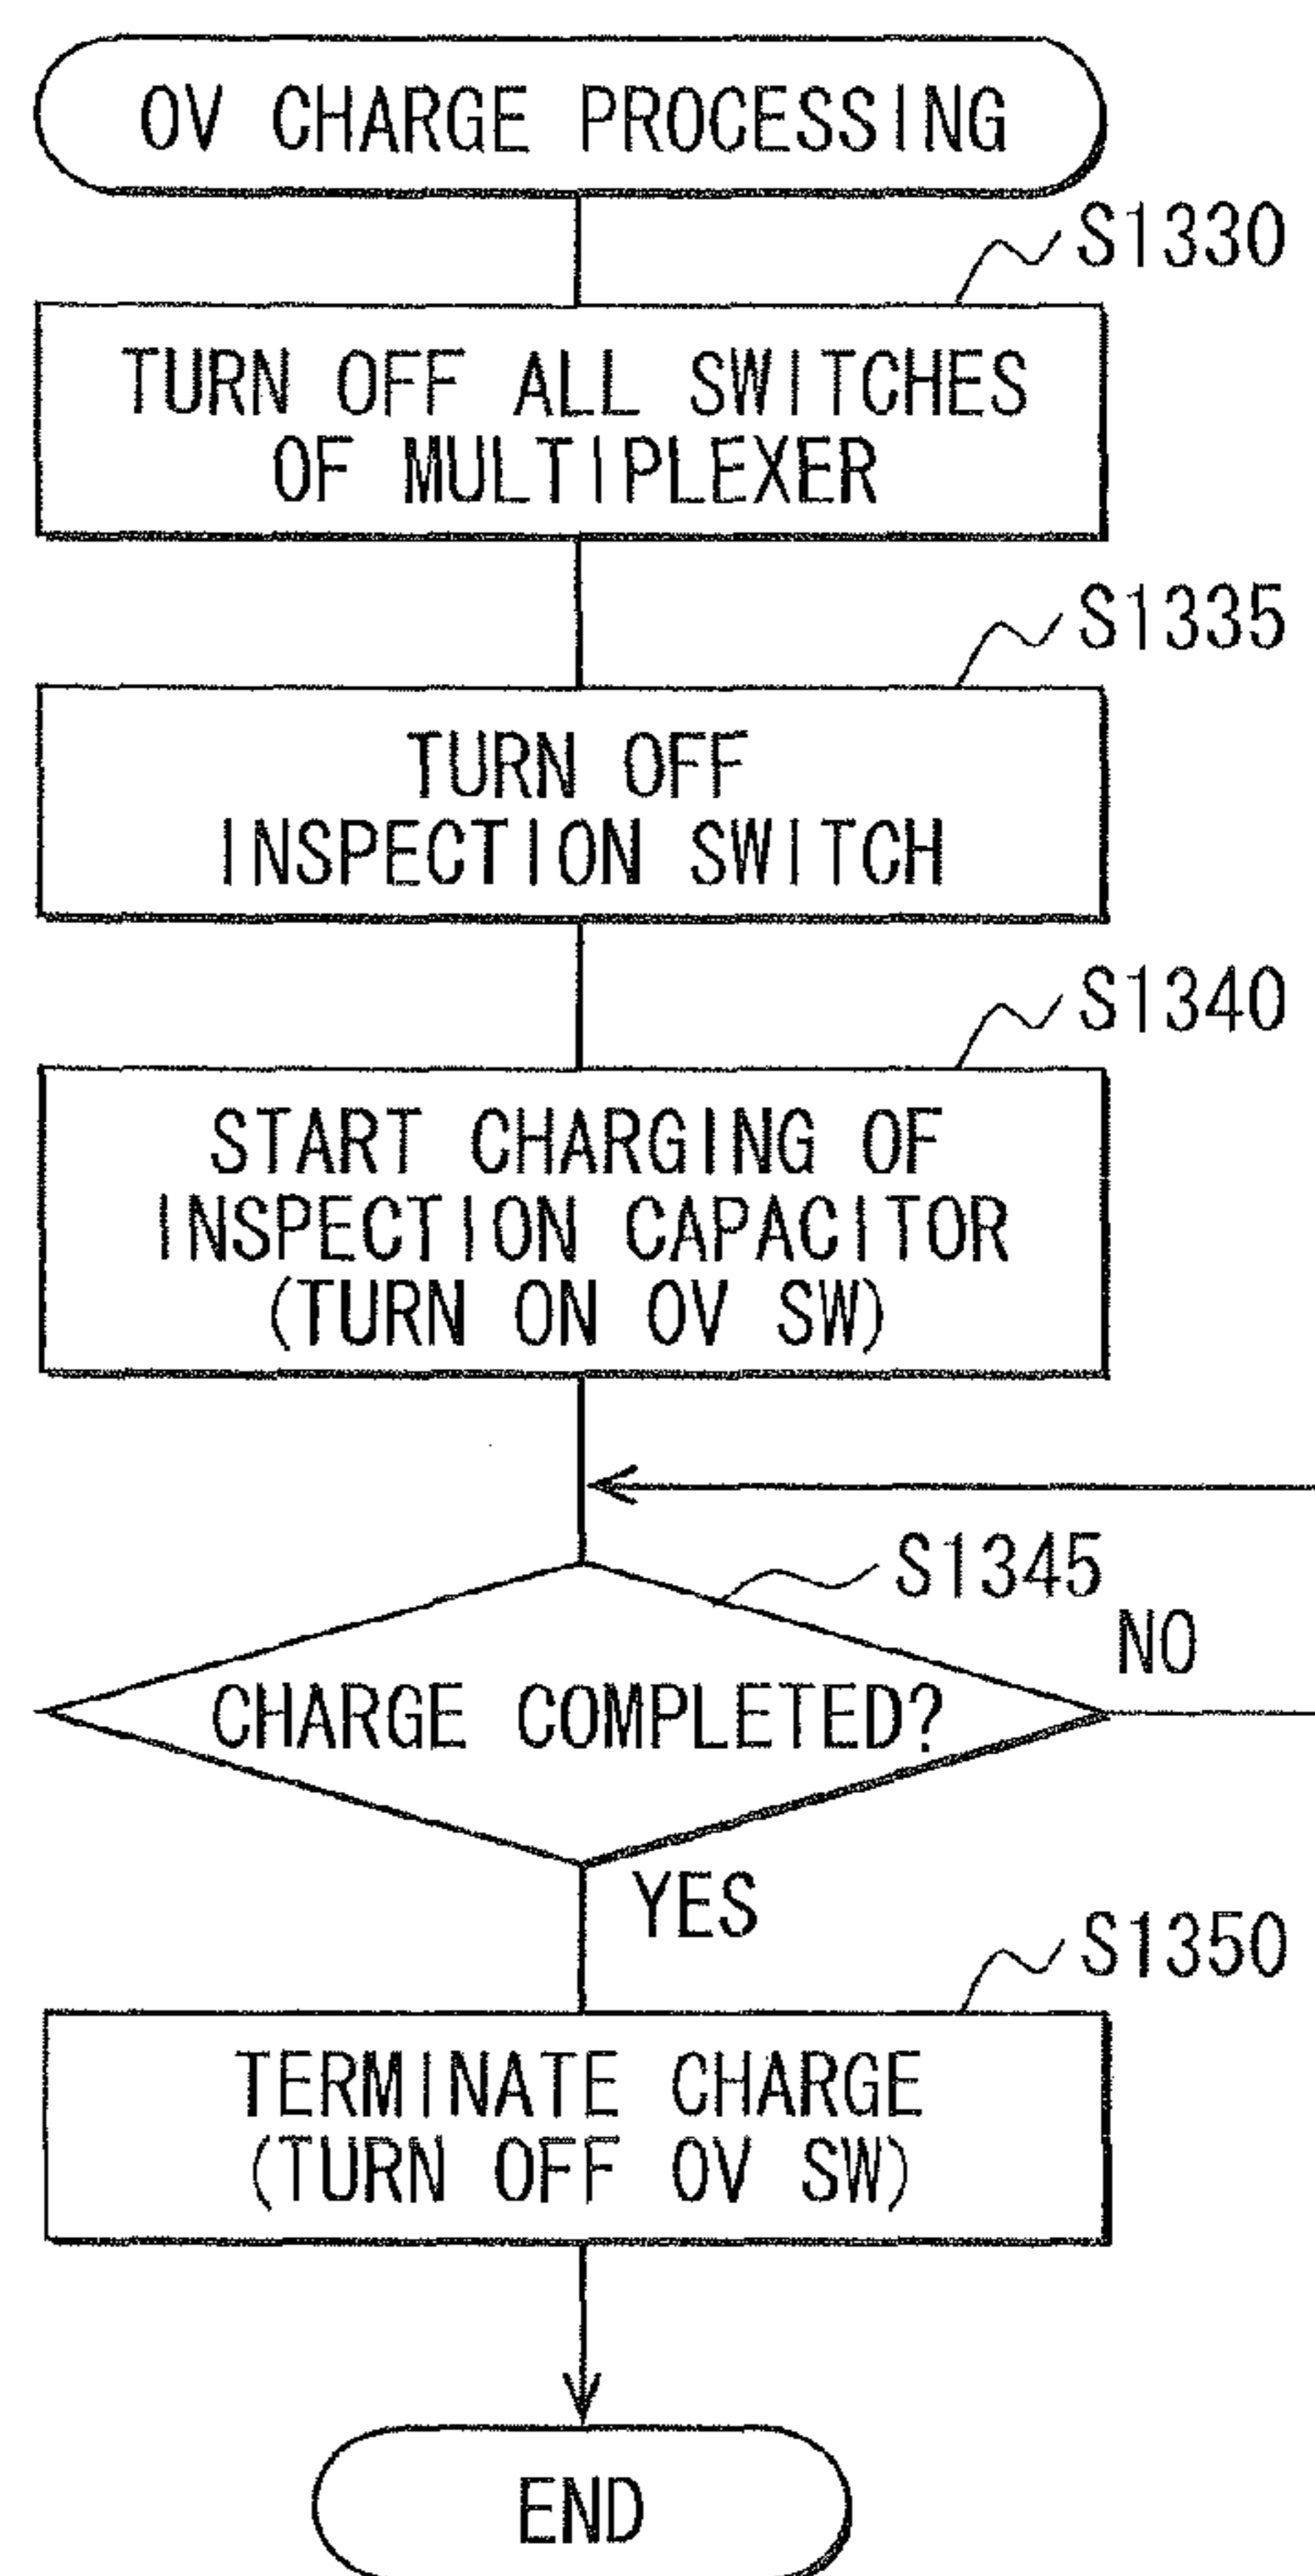 0V CHARGE PROCESSING
S1330
TURN OFF ALL SWITCHES
OF MULTIPLEXER
S1335
TURN OFF
INSPECTION SWITCH
S1340
START CHARGING OF
INSPECTION CAPACITOR
(TURN ON 0V SW)
S1345
NO
CHARGE COMPLETED?
YES
S1350
TERMINATE CHARGE
(TURN OFF 0V SW)
END